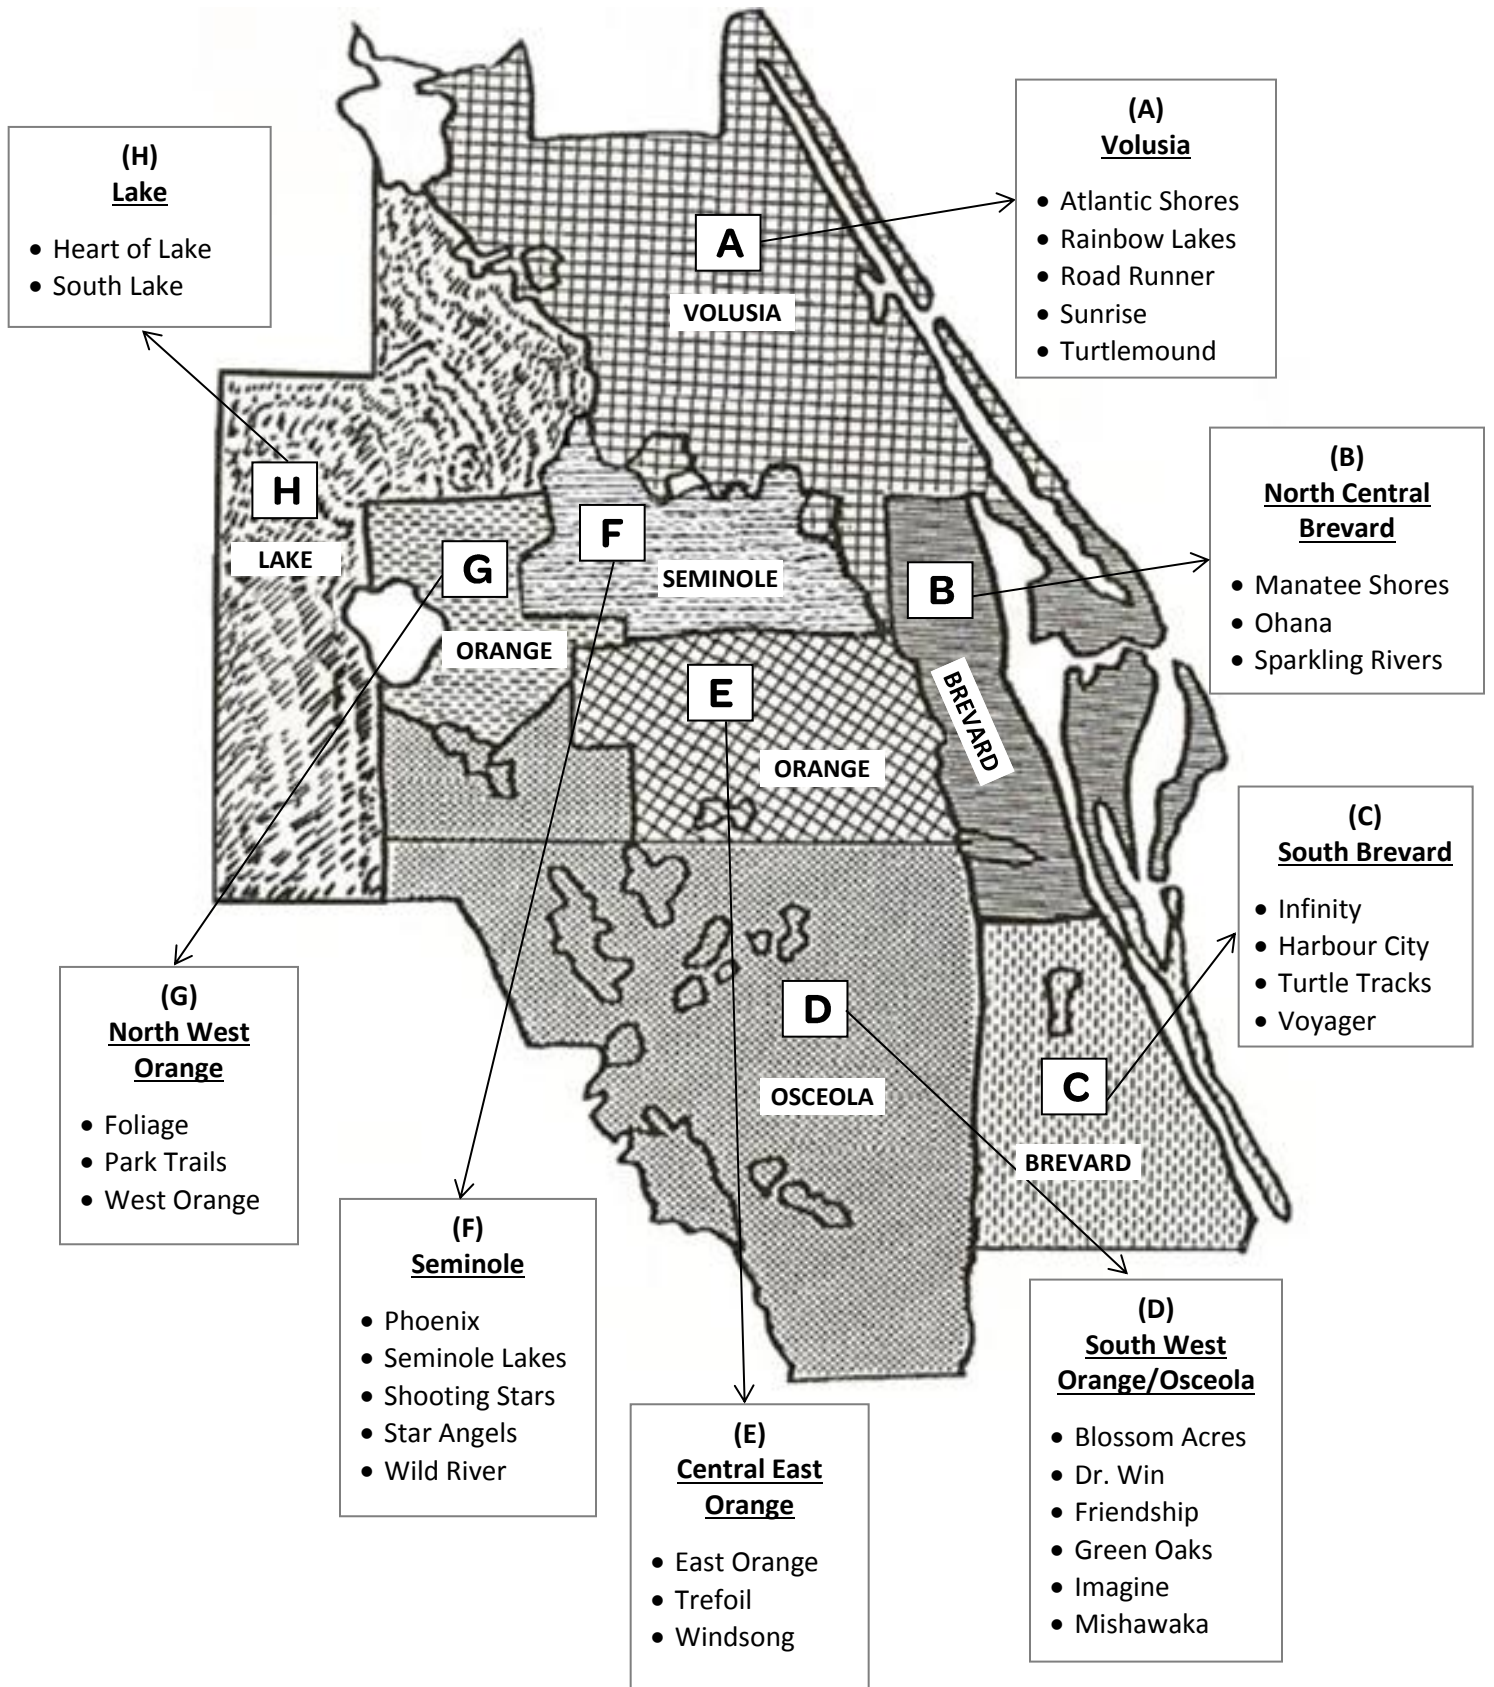 (A)
Volusia
• Atlantic Shores
• Rainbow Lakes
• Road Runner
• Sunrise
• Turtlemound
(H)
Lake
• Heart of Lake
• South Lake
A
VOLUSIA
(B)
North Central
Brevard
• Manatee Shores
• Ohana
• Sparkling Rivers
H
LAKE
F
SEMINOLE
G
ORANGE
B
BREVARD
E
ORANGE
(C)
South Brevard
• Infinity
• Harbour City
• Turtle Tracks
• Voyager
D
OSCEOLA
C
BREVARD
(G)
North West
Orange
• Foliage
• Park Trails
• West Orange
(F)
Seminole
• Phoenix
• Seminole Lakes
• Shooting Stars
• Star Angels
• Wild River
(E)
Central East
Orange
• East Orange
• Trefoil
• Windsong
(D)
South West
Orange/Osceola
• Blossom Acres
• Dr. Win
• Friendship
• Green Oaks
• Imagine
• Mishawaka